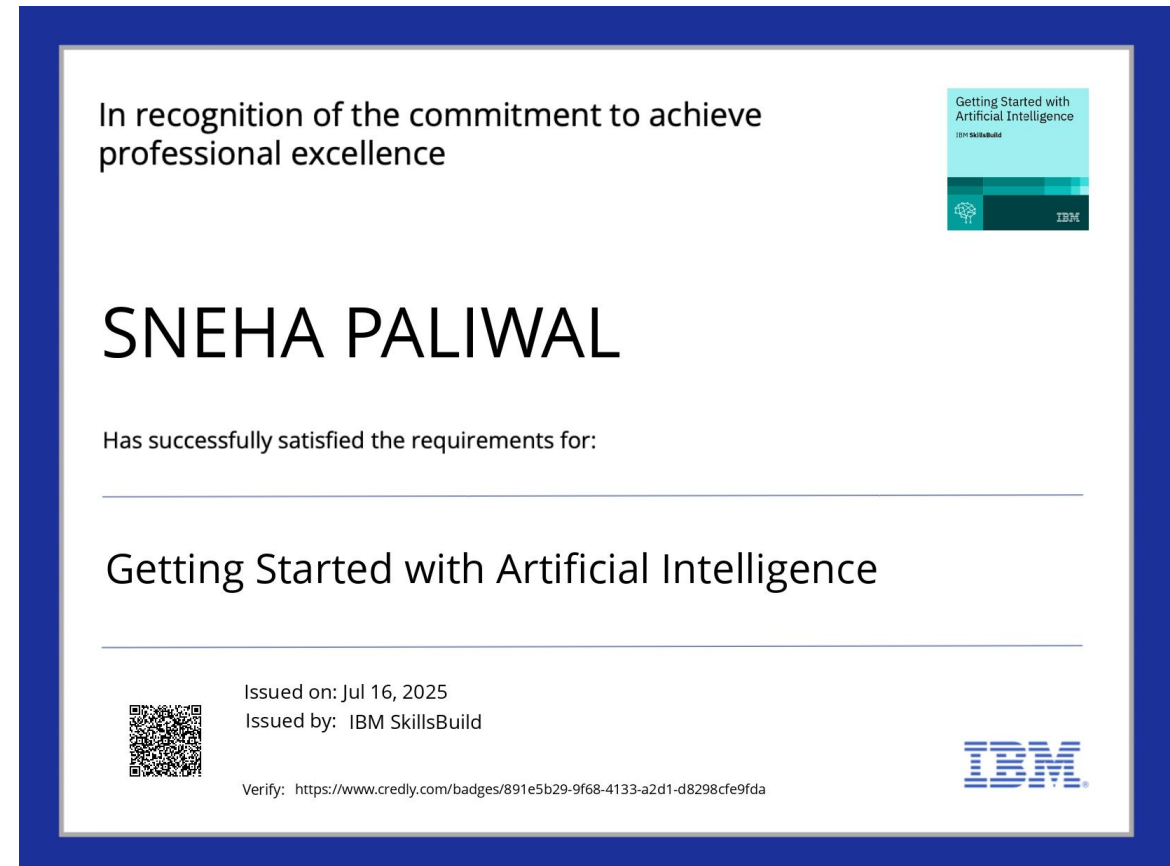 In recognition of the commitment to achieve
professional excellence
Getting Started with
Artificial Intelligence
IBM SkillsBuild
IBM
SNEHA PALIWAL
Has successfully satisfied the requirements for:
Getting Started with Artificial Intelligence
Issued on: Jul 16, 2025
Issued by: IBM SkillsBuild
Verify: https://www.credly.com/badges/891e5b29-9f68-4133-a2d1-d8298cfe9fda
IBM®